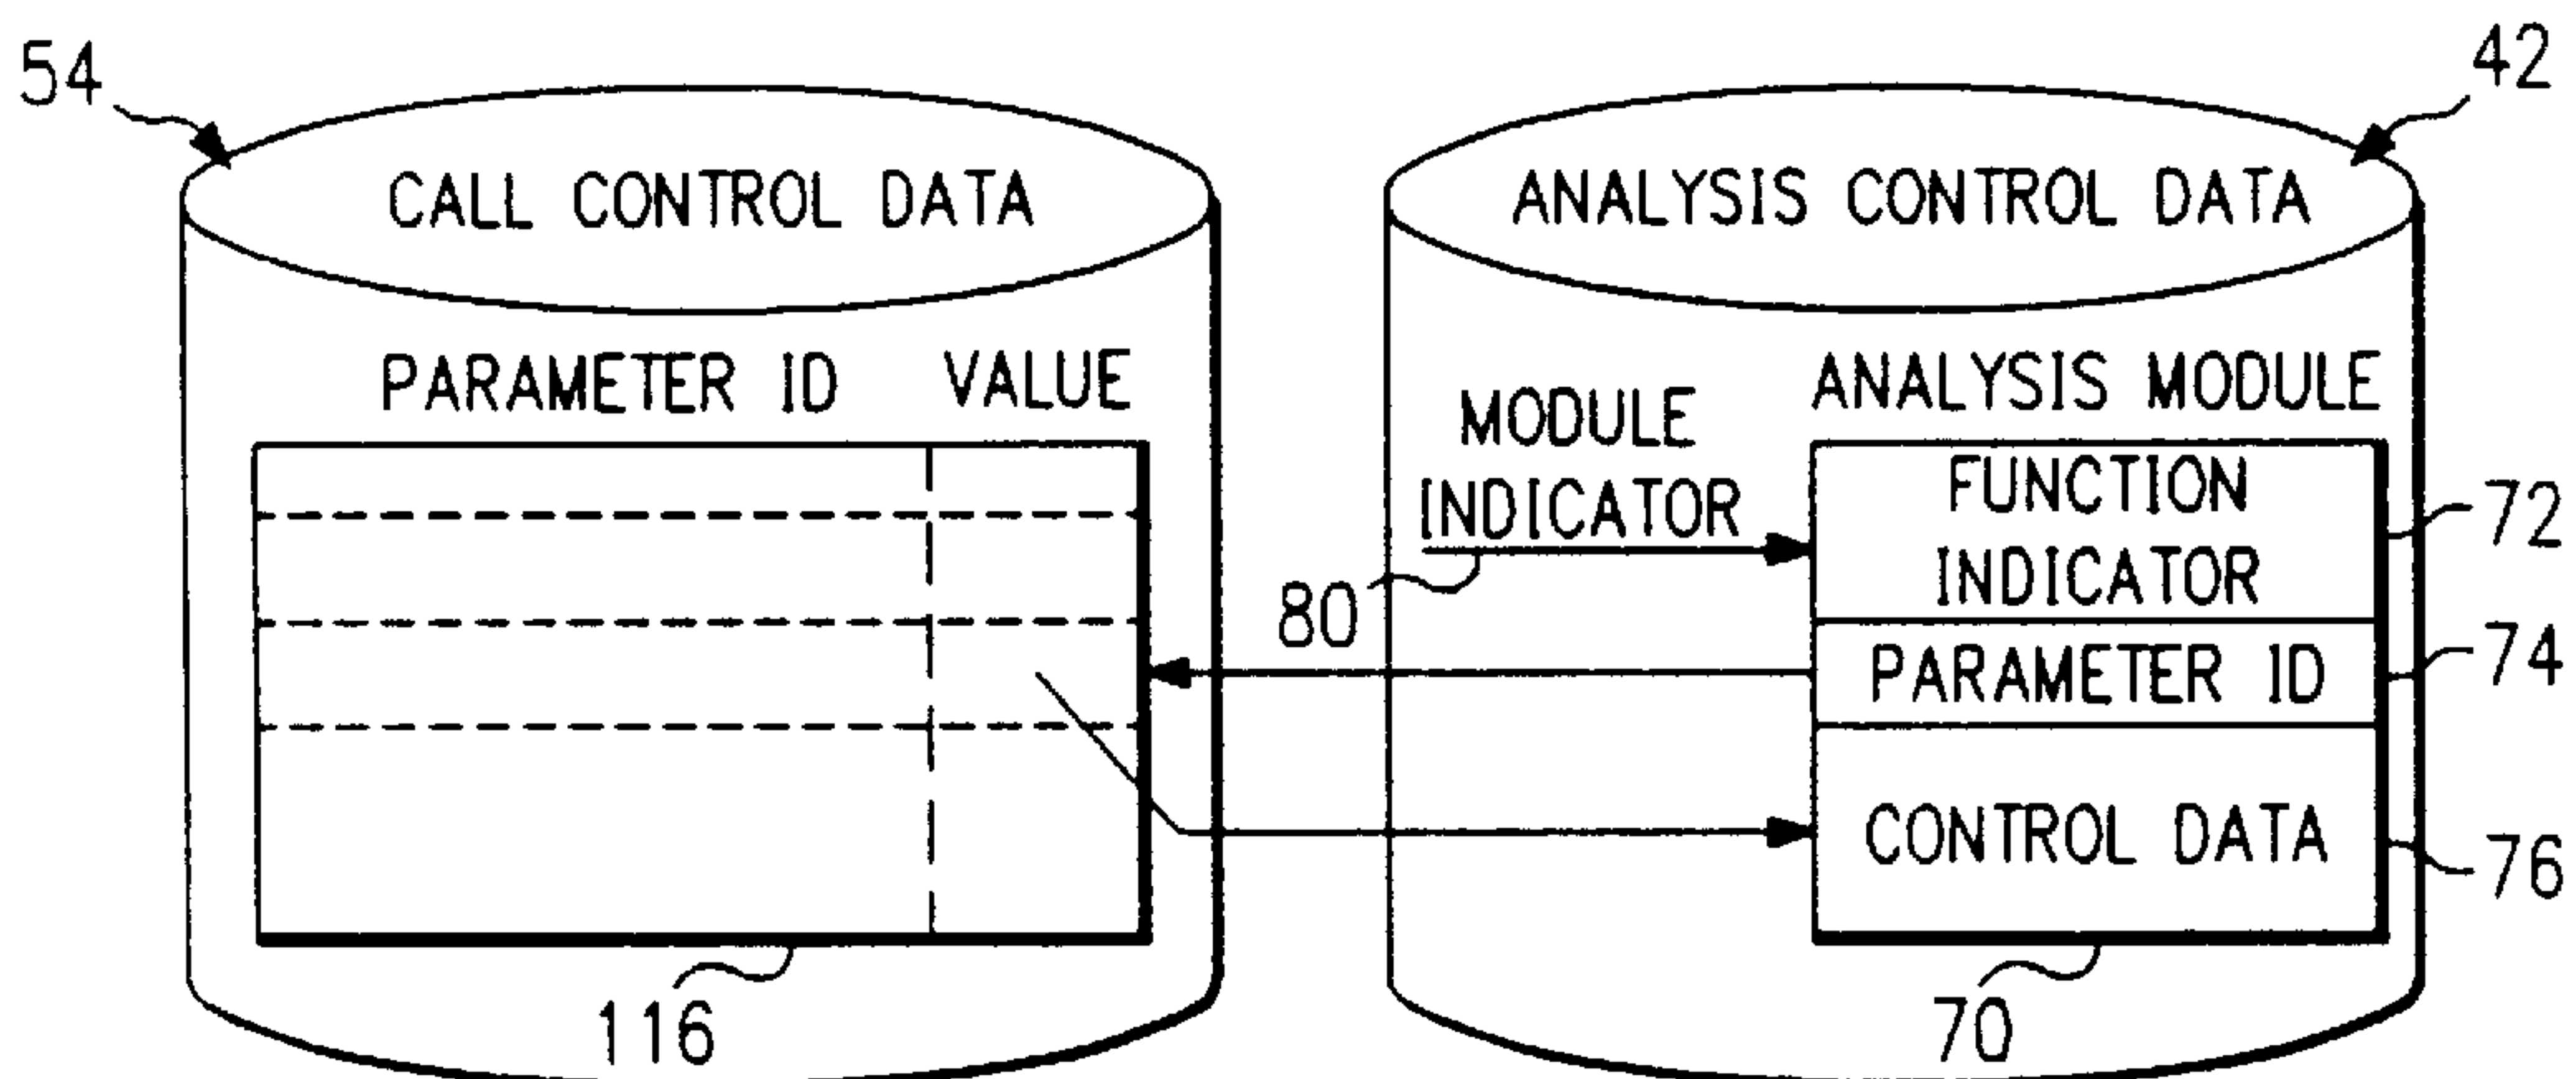 54
42
CALL CONTROL DATA
ANALYSIS CONTROL DATA
PARAMETER ID VALUE
MODULE
INDICATOR
80
ANALYSIS MODULE
FUNCTION
INDICATOR
72
PARAMETER ID
74
CONTROL DATA
76
116
70